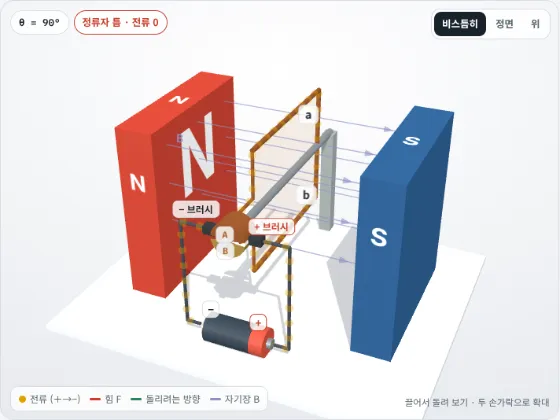 θ = 90°
정류자 틈 · 전류 0
비스듬히
정면
위
N
N
N
S
S
B
a
b
− 브러시
+ 브러시
A
B
−
+
전류 (+→−)
힘 F
돌리려는 방향
자기장 B
끌어서 돌려 보기 · 두 손가락으로 확대